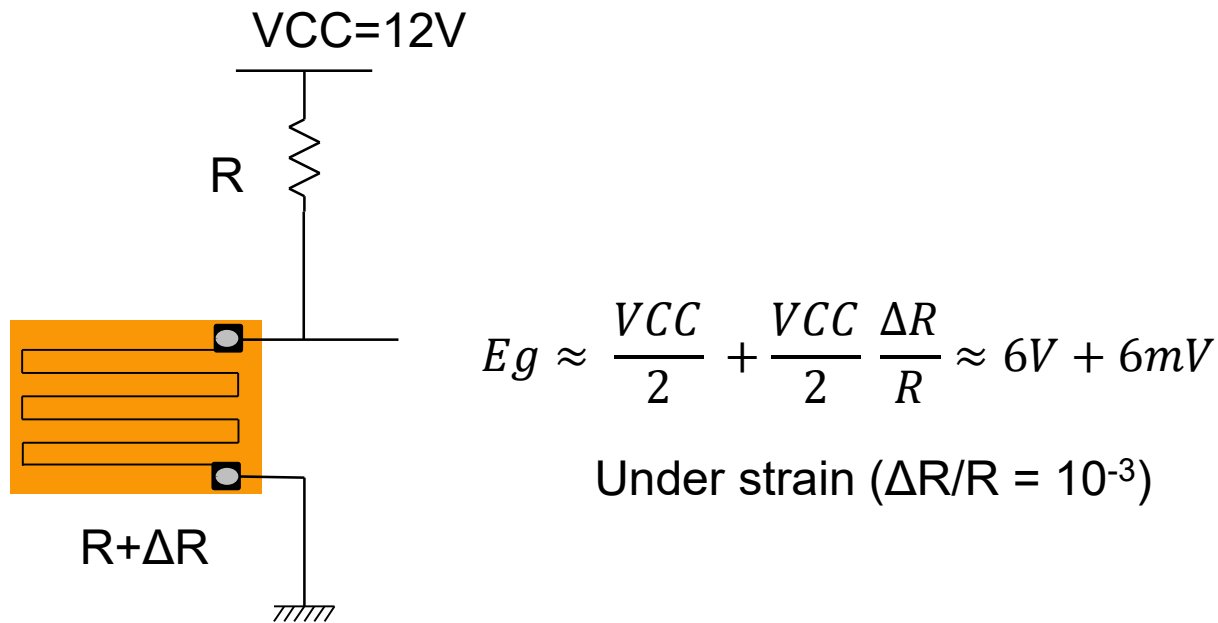 VCC=12V
R
Eg ≈ VCC/2 + VCC/2 ΔR/R ≈ 6V + 6mV
Under strain (ΔR/R = 10⁻³)
R+ΔR